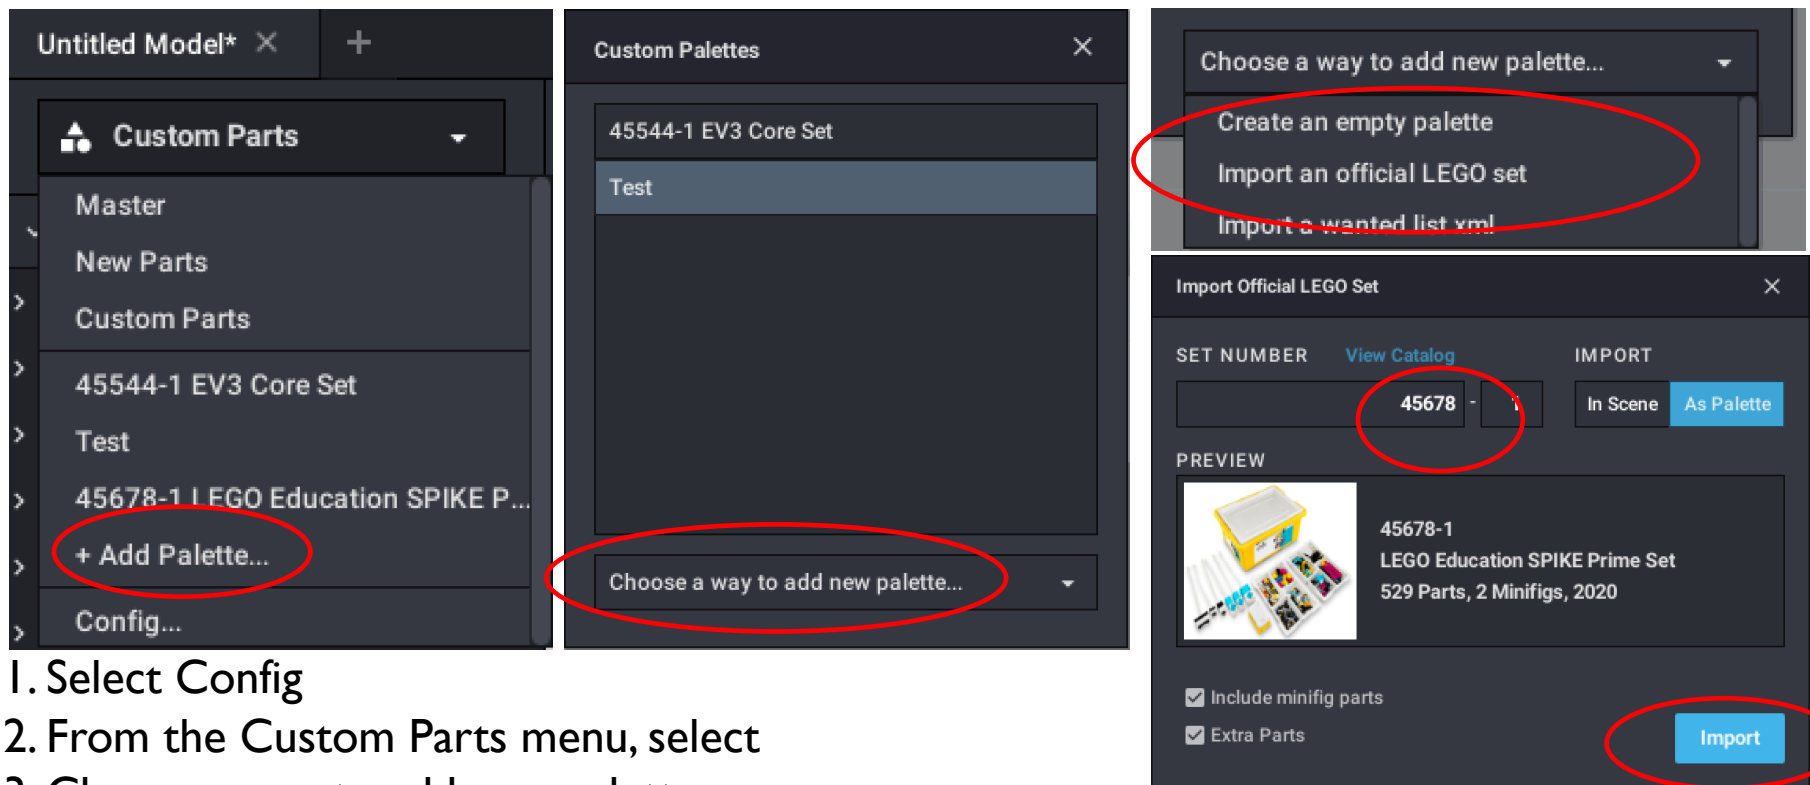 Untitled Model* × +
Custom Parts
Master
New Parts
Custom Parts
45544-1 EV3 Core Set
Test
45678-1 LEGO Education SPIKE P...
+ Add Palette...
Config...
Custom Palettes
45544-1 EV3 Core Set
Test
Choose a way to add new palette...
Choose a way to add new palette...
Create an empty palette
Import an official LEGO set
Import a wanted list xml
Import Official LEGO Set
SET NUMBER View Catalog IMPORT
45678 - 1 In Scene As Palette
PREVIEW
45678-1
LEGO Education SPIKE Prime Set
529 Parts, 2 Minifigs, 2020
Include minifig parts
Extra Parts
Import
1. Select Config
2. From the Custom Parts menu, select